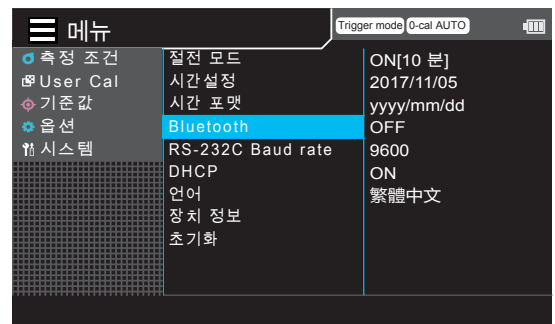 메뉴
Trigger mode 0-cal AUTO
측정 조건
User Cal
기준값
옵션
시스템
절전 모드 ON[10 분]
시간설정 2017/11/05
시간 포맷 yyyy/mm/dd
Bluetooth OFF
RS-232C Baud rate 9600
DHCP ON
언어 繁體中文
장치 정보
초기화